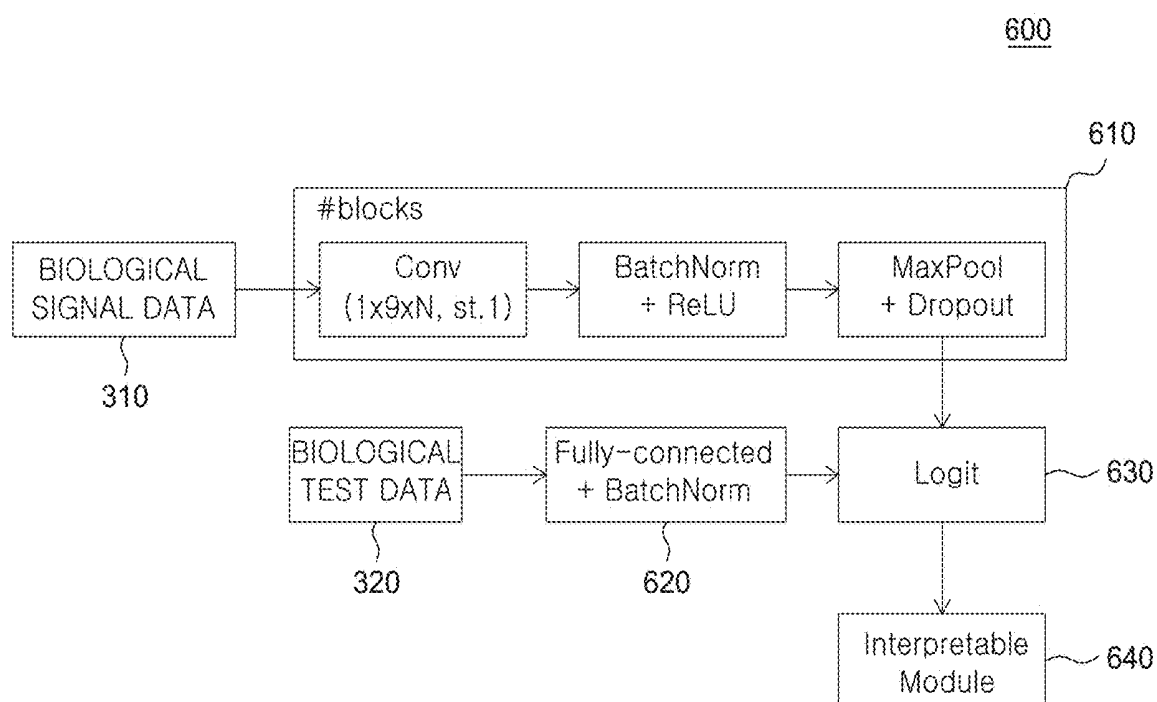 600
610
#blocks
BIOLOGICAL
SIGNAL DATA
Conv
(1x9xN, st.1)
BatchNorm
+ ReLU
MaxPool
+ Dropout
310
BIOLOGICAL
TEST DATA
Fully-connected
+ BatchNorm
Logit
630
320
620
Interpretable
Module
640